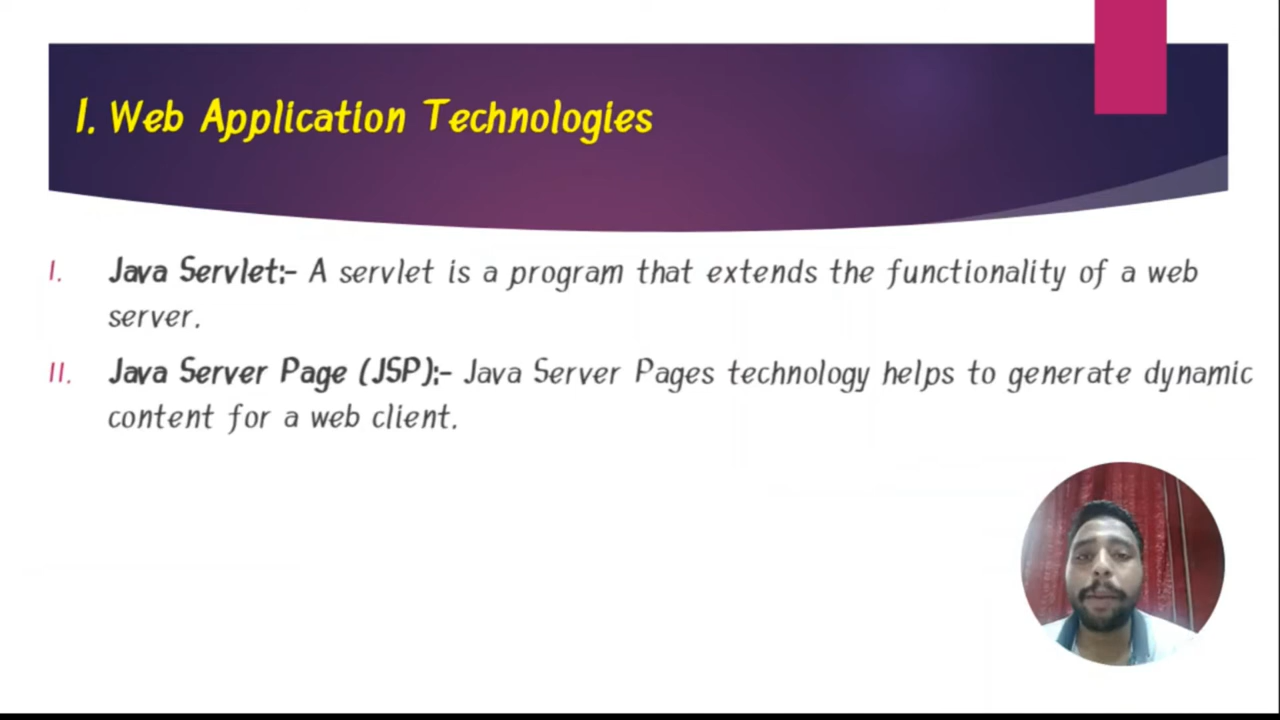 1. Web Application Technologies
I. Java Servlet:- A servlet is a program that extends the functionality of a web
server.
II. Java Server Page (JSP):- Java Server Pages technology helps to generate dynamic
content for a web client.